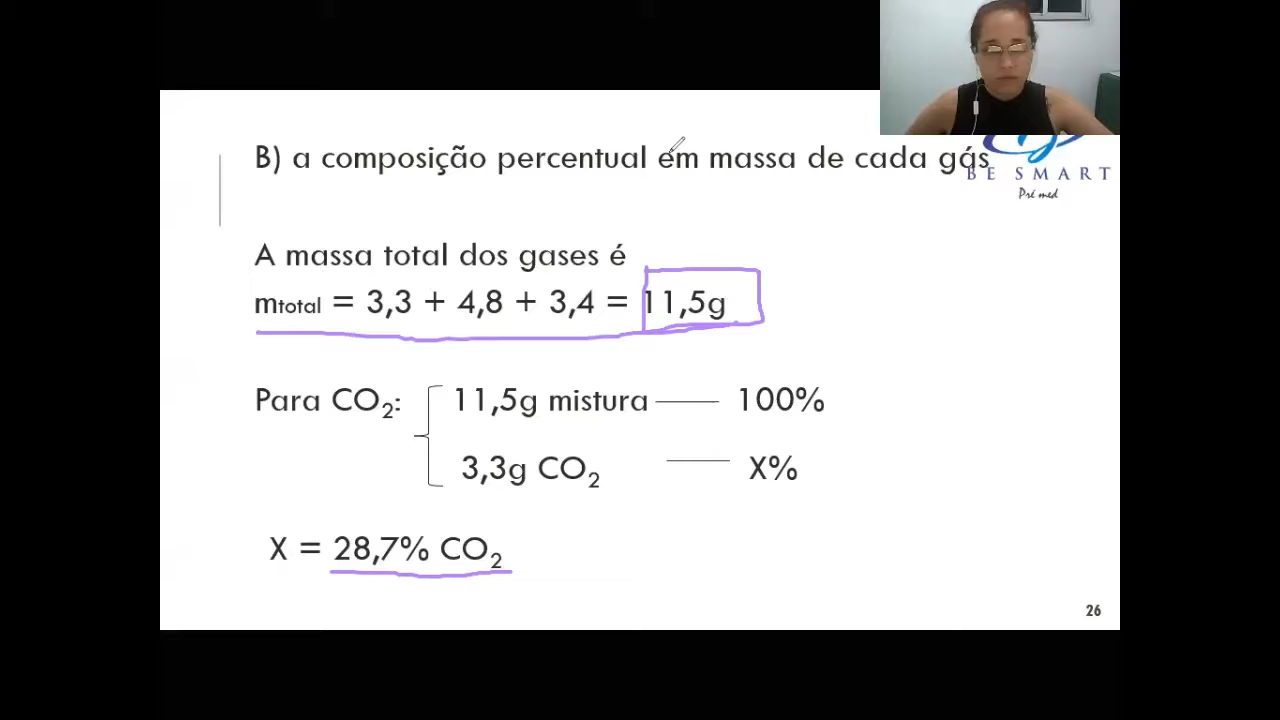 B) a composição percentual em massa de cada gás
BE SMART
Pré med
A massa total dos gases é
mtotal = 3,3 + 4,8 + 3,4 = 11,5g
Para CO₂: 11,5g mistura 100%
3,3g CO₂ X%
X = 28,7% CO₂
26